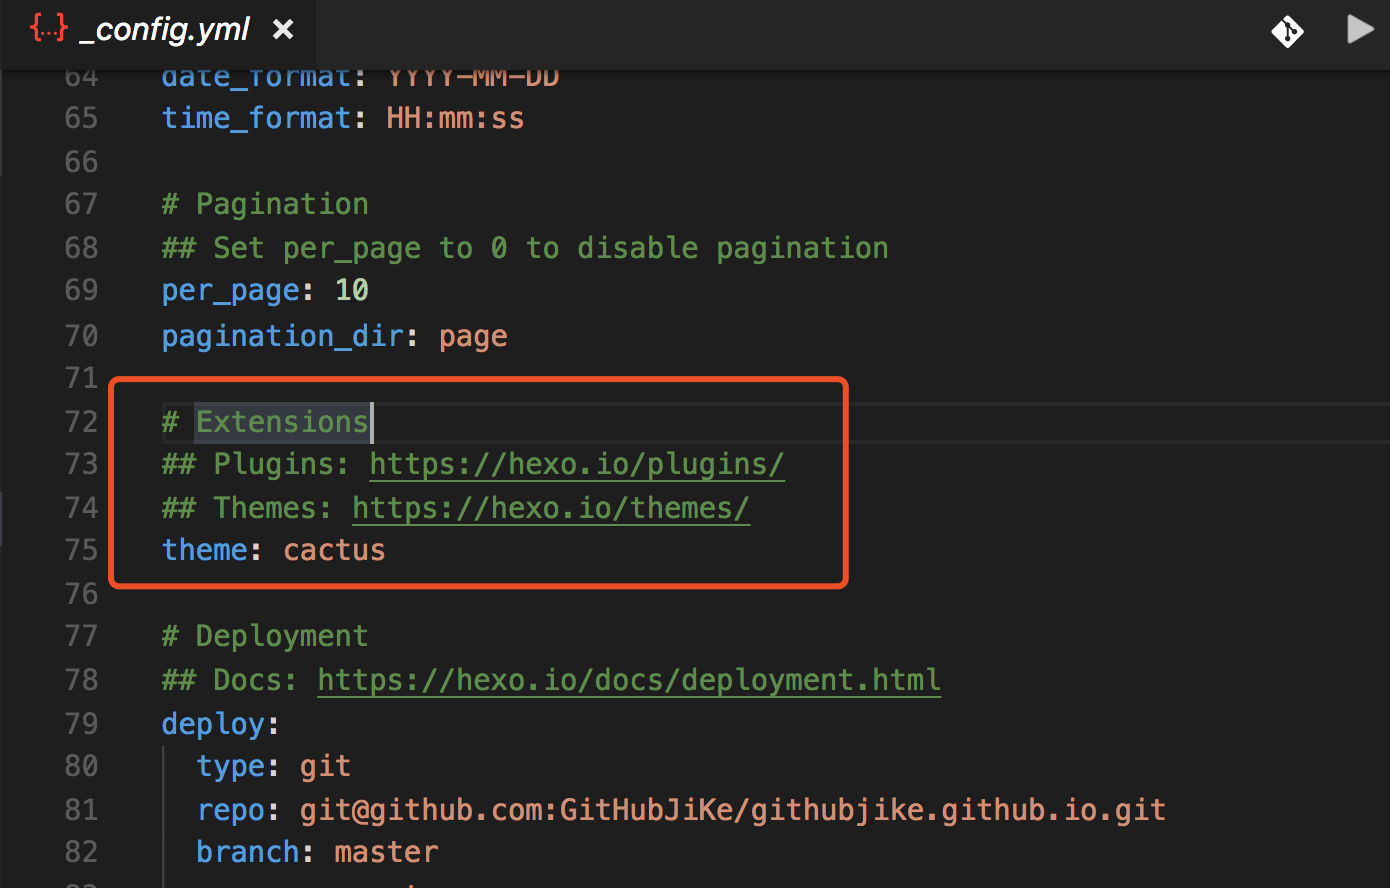 {...} _config.yml ×
64 date_format: YYYY-MM-DD
65 time_format: HH:mm:ss
66
67 # Pagination
68 ## Set per_page to 0 to disable pagination
69 per_page: 10
70 pagination_dir: page
71
72 # Extensions
73 ## Plugins: https://hexo.io/plugins/
74 ## Themes: https://hexo.io/themes/
75 theme: cactus
76
77 # Deployment
78 ## Docs: https://hexo.io/docs/deployment.html
79 deploy:
80 type: git
81 repo: git@github.com:GitHubJiKe/githubjike.github.io.git
82 branch: master